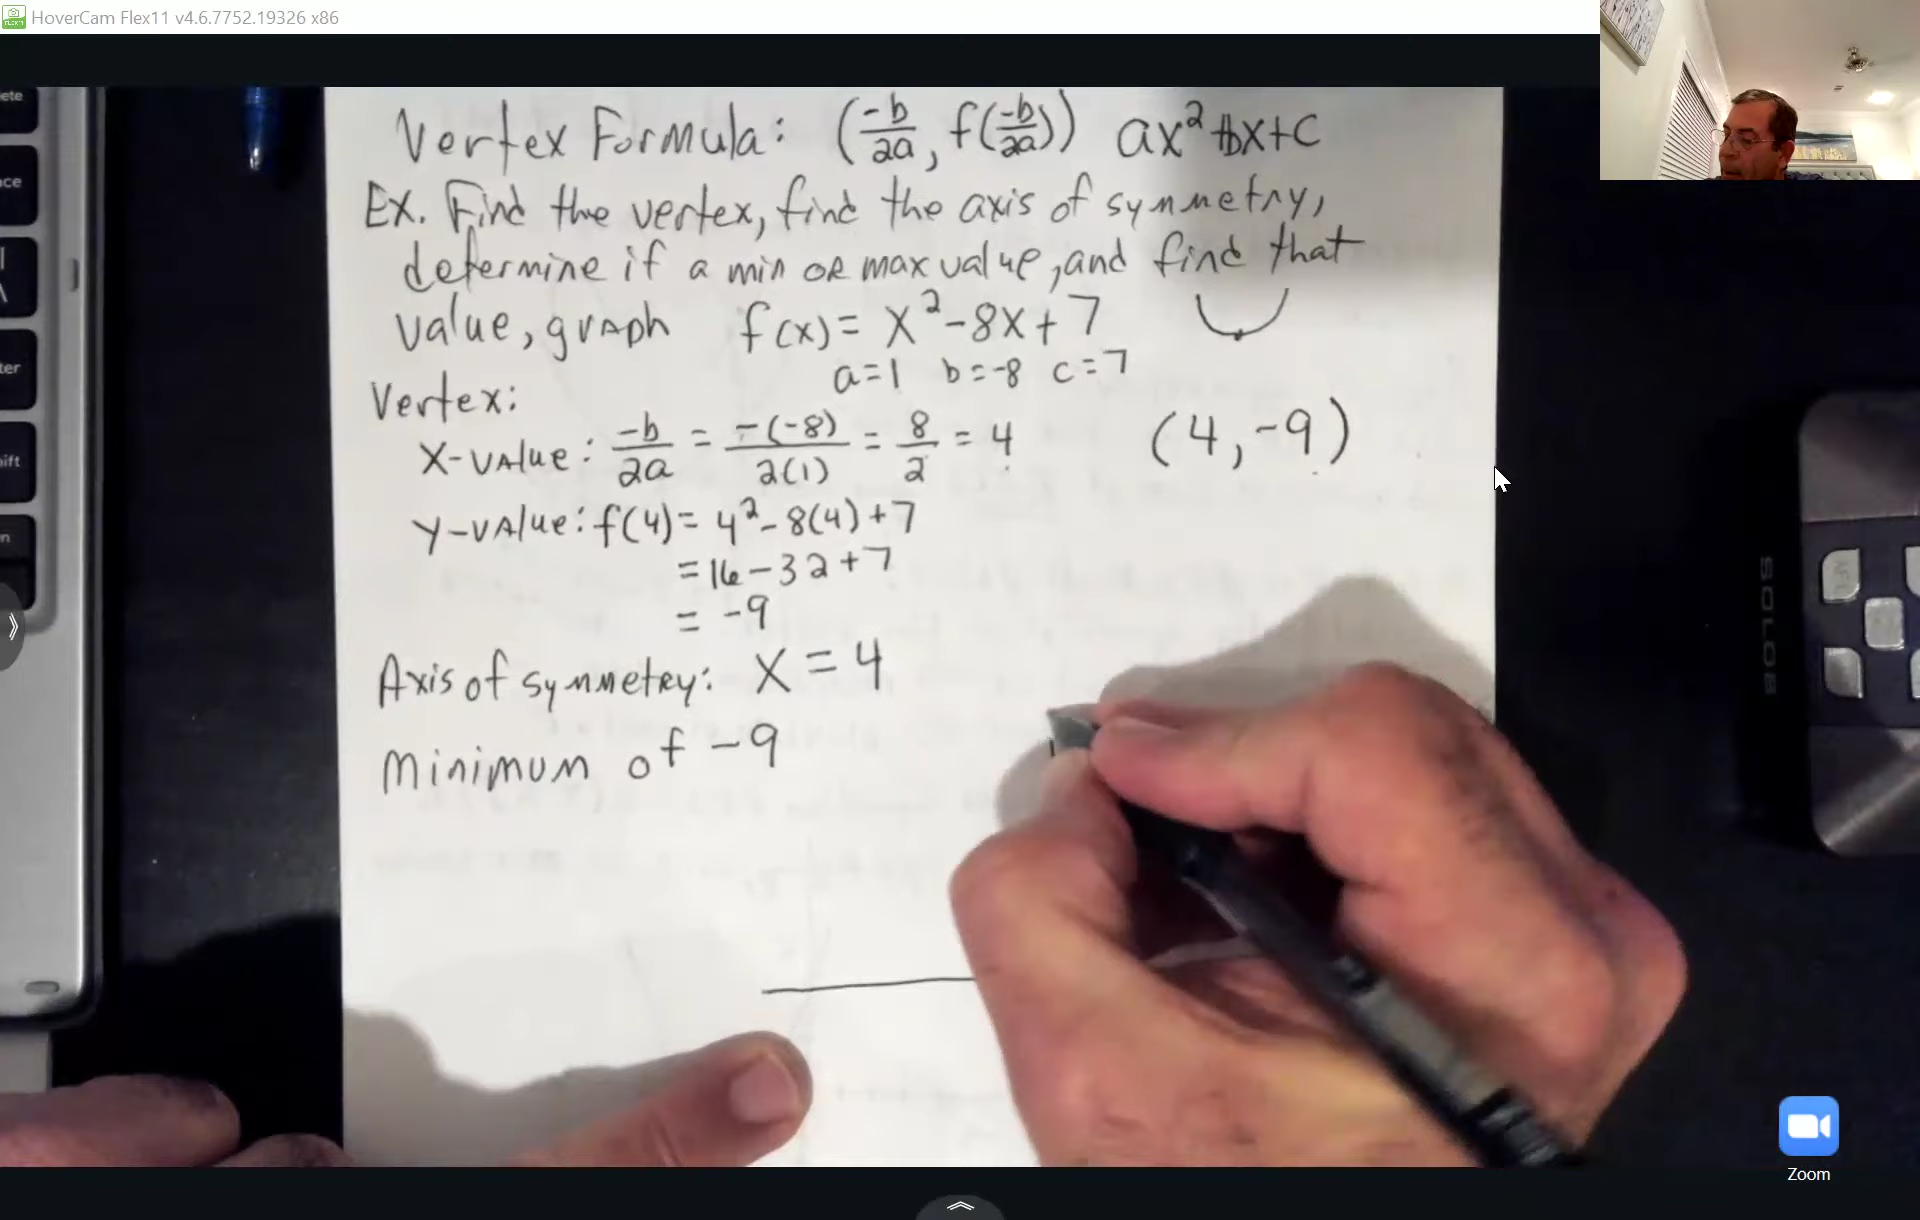 HoverCam Flex11 v4.6.7752.19326 x86
Vertex Formula: (-b/2a, f(-b/2a)) ax²+bx+c
Ex. Find the vertex, find the axis of symmetry,
determine if a min or max value, and find that
value, graph f(x) = x² - 8x + 7
a=1 b=-8 c=7
Vertex:
x-value: -b/2a = -(-8)/2(1) = 8/2 = 4 (4, -9)
y-value: f(4) = 4² - 8(4) + 7
= 16 - 32 + 7
= -9
Axis of symmetry: x = 4
Minimum of -9
SOLO8
Zoom